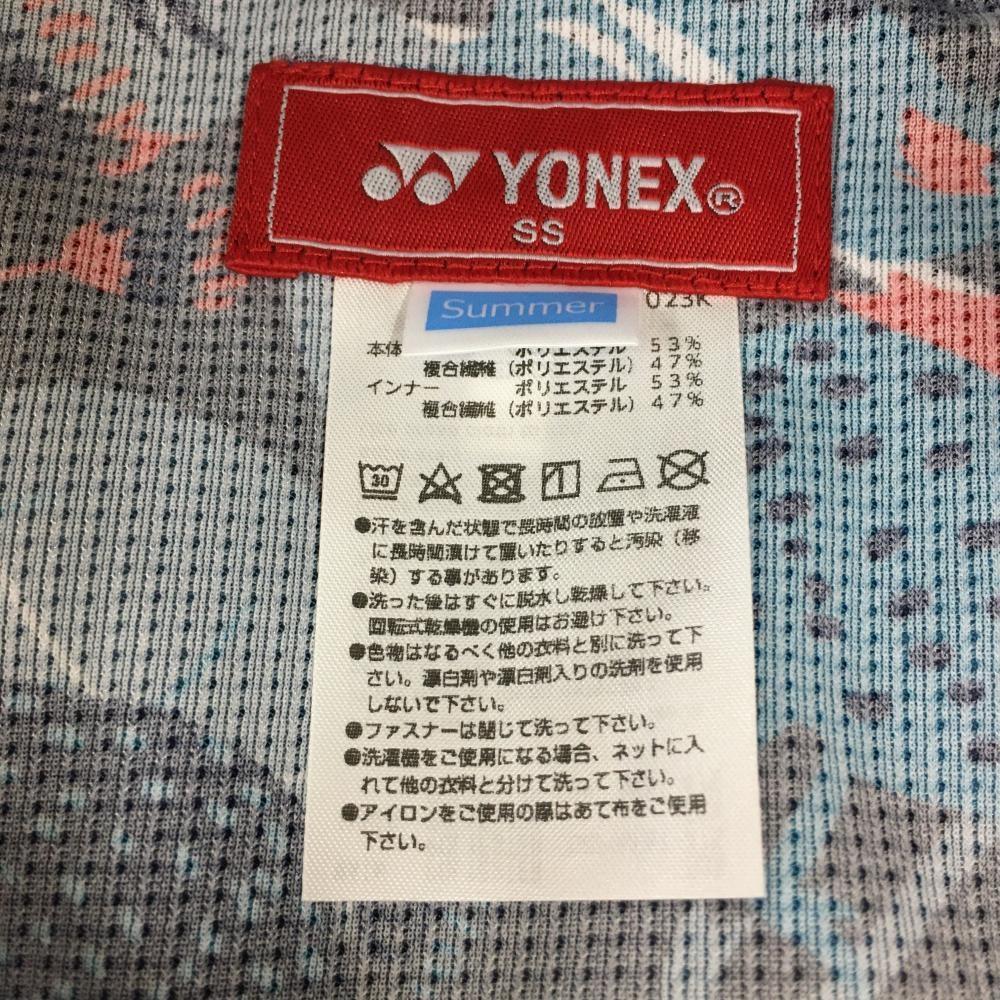 YONEX®
SS
Summer
023K
本体 ポリエステル 53%
複合繊維(ポリエステル) 47%
インナー ポリエステル 53%
複合繊維(ポリエステル) 47%
30
●汗を含んだ状態で長時間の放置や洗濯液
に長時間漬けて置いたりすると汚染(移
染)する事があります。
●洗った後はすぐに脱水し乾燥して下さい。
回転式乾燥機の使用はお避け下さい。
●色物はなるべく他の衣料と別に洗って下
さい。漂白剤や漂白剤入りの洗剤を使用
しないで下さい。
●ファスナーは閉じて洗って下さい。
●洗濯機をご使用になる場合、ネットに入
れて他の衣料と分けて洗って下さい。
●アイロンをご使用の際はあて布をご使用
下さい。